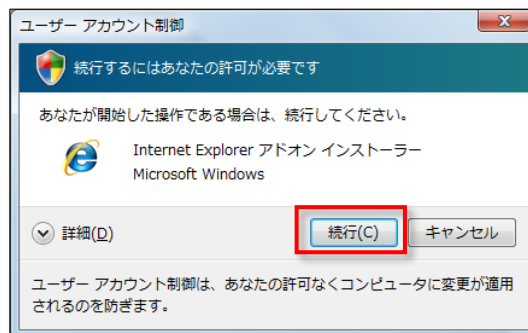 ユーザー アカウント制御
続行するにはあなたの許可が必要です
あなたが開始した操作である場合は、続行してください。
Internet Explorer アドオン インストーラー
Microsoft Windows
詳細(D)
続行(C)
キャンセル
ユーザー アカウント制御は、あなたの許可なくコンピュータに変更が適用
されるのを防ぎます。